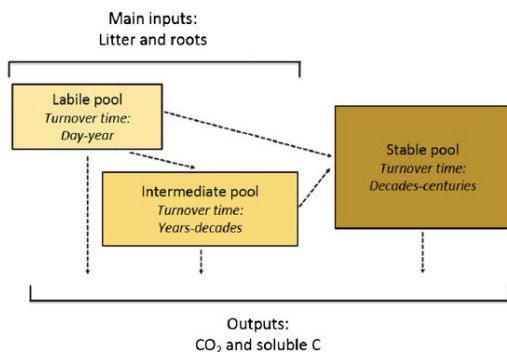 Main inputs:
Litter and roots
Labile pool
Turnover time:
Day-year
Intermediate pool
Turnover time:
Years-decades
Stable pool
Turnover time:
Decades-centuries
Outputs:
CO₂ and soluble C